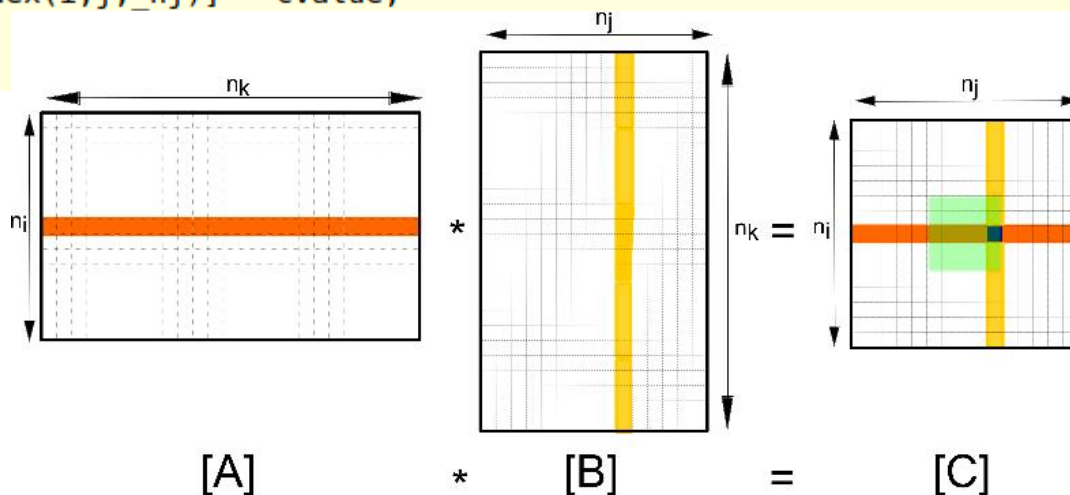 nj
nk
nj
ni
*
nk
=
ni
[A] * [B] = [C]